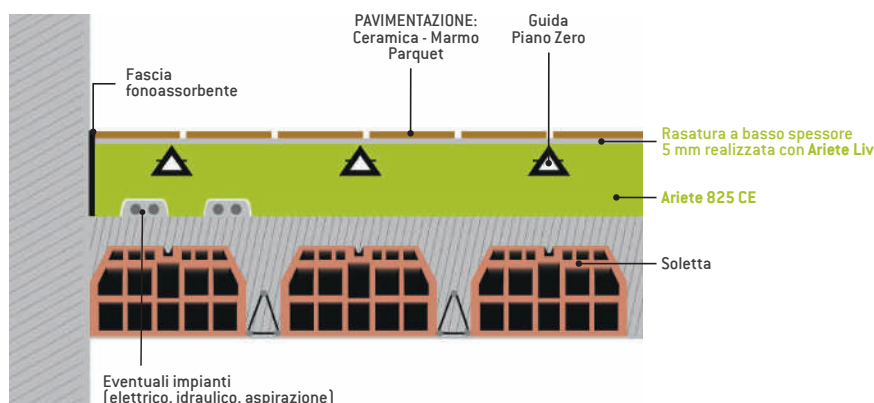 PAVIMENTAZIONE:
Ceramica - Marmo
Parquet
Guida
Piano Zero
Fascia
fonoassorbente
Rasatura a basso spessore
5 mm realizzata con Ariete Liv
Ariete 825 CE
Soletta
Eventuali impianti
(elettrico, idraulico, aspirazione)